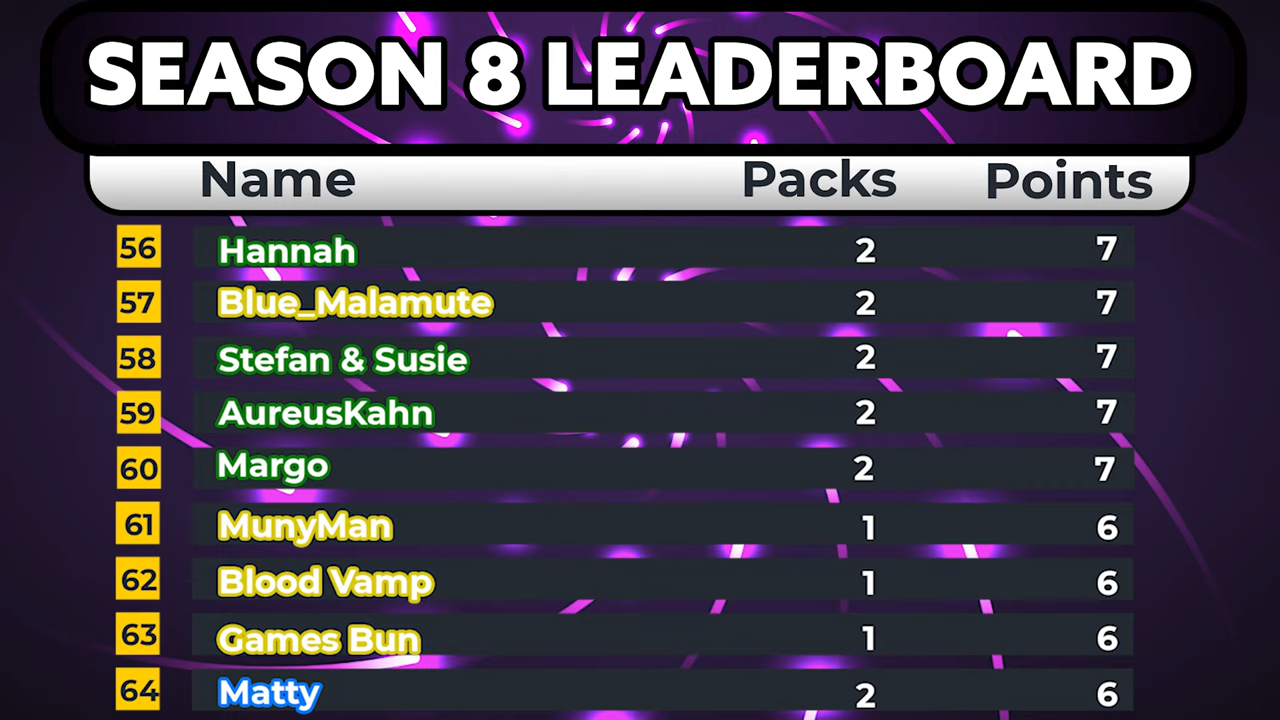 SEASON 8 LEADERBOARD
Name Packs Points
56 Hannah 2 7
57 Blue_Malamute 2 7
58 Stefan & Susie 2 7
59 AureusKahn 2 7
60 Margo 2 7
61 MunyMan 1 6
62 Blood Vamp 1 6
63 Games Bun 1 6
64 Matty 2 6